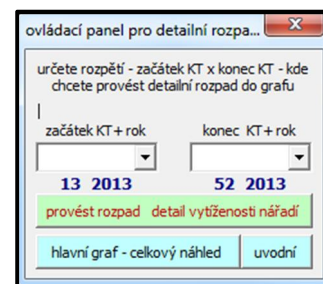 ovládací panel pro detailní rozpa...
určete rozpětí - začátek KT x konec KT - kde
chcete provést detailní rozpad do grafu
začátek KT+ rok konec KT+ rok
13 2013 52 2013
provést rozpad detail vytíženosti nářadí
hlavní graf - celkový náhled uvodní